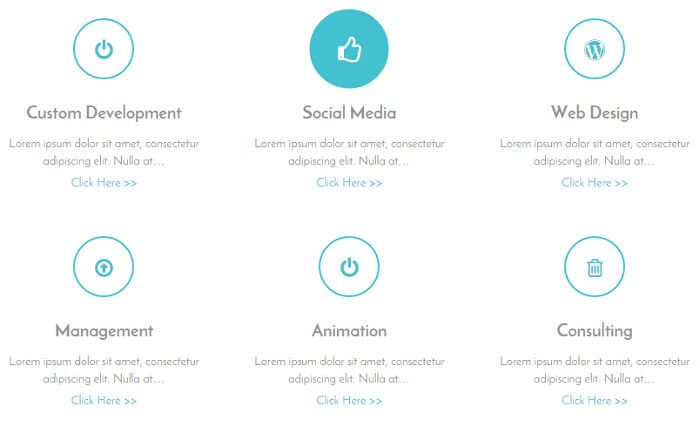 Custom Development
Lorem ipsum dolor sit amet, consectetur
adipiscing elit. Nulla at...
Click Here >>
Social Media
Lorem ipsum dolor sit amet, consectetur
adipiscing elit. Nulla at...
Click Here >>
Web Design
Lorem ipsum dolor sit amet, consectetur
adipiscing elit. Nulla at...
Click Here >>
Management
Lorem ipsum dolor sit amet, consectetur
adipiscing elit. Nulla at...
Click Here >>
Animation
Lorem ipsum dolor sit amet, consectetur
adipiscing elit. Nulla at...
Click Here >>
Consulting
Lorem ipsum dolor sit amet, consectetur
adipiscing elit. Nulla at...
Click Here >>